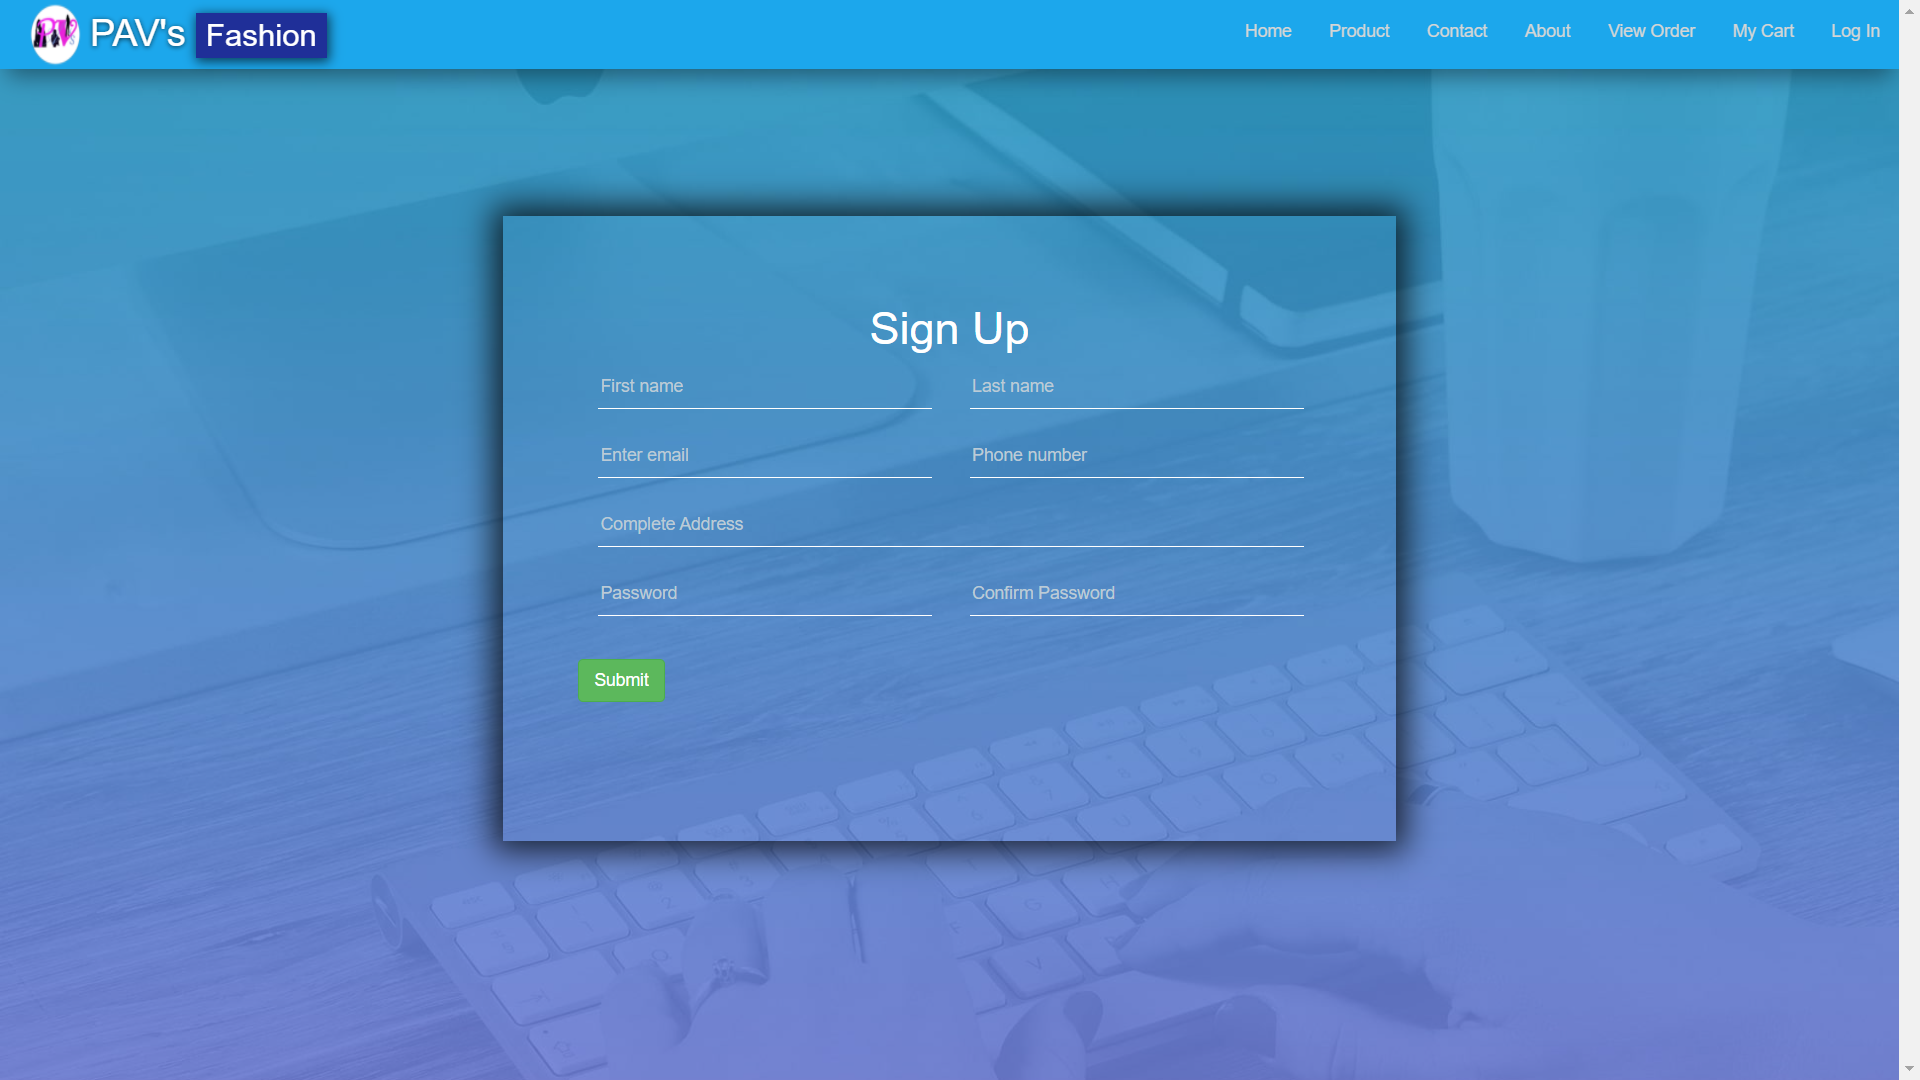 PAV's Fashion
Home Product Contact About View Order My Cart Log In
Sign Up
First name Last name
Enter email Phone number
Complete Address
Password Confirm Password
Submit